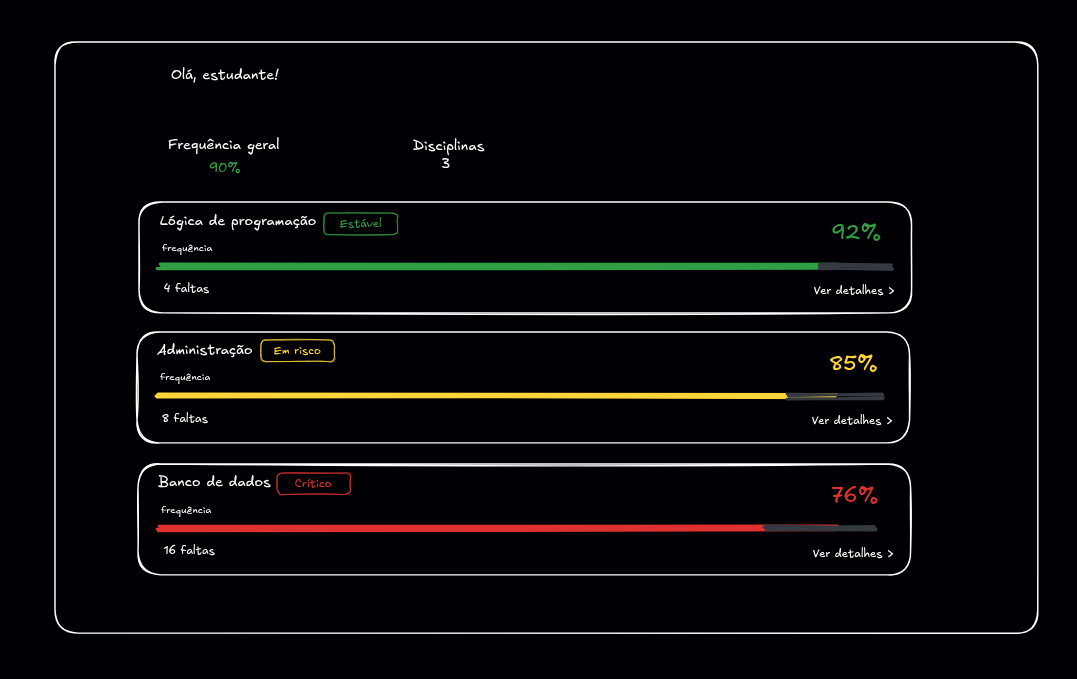 Olá, estudante!
Frequência geral
90%
Disciplinas
3
Lógica de programação
Estável
92%
frequência
4 faltas
Ver detalhes >
Administração
Em risco
85%
frequência
8 faltas
Ver detalhes >
Banco de dados
Crítico
76%
frequência
16 faltas
Ver detalhes >